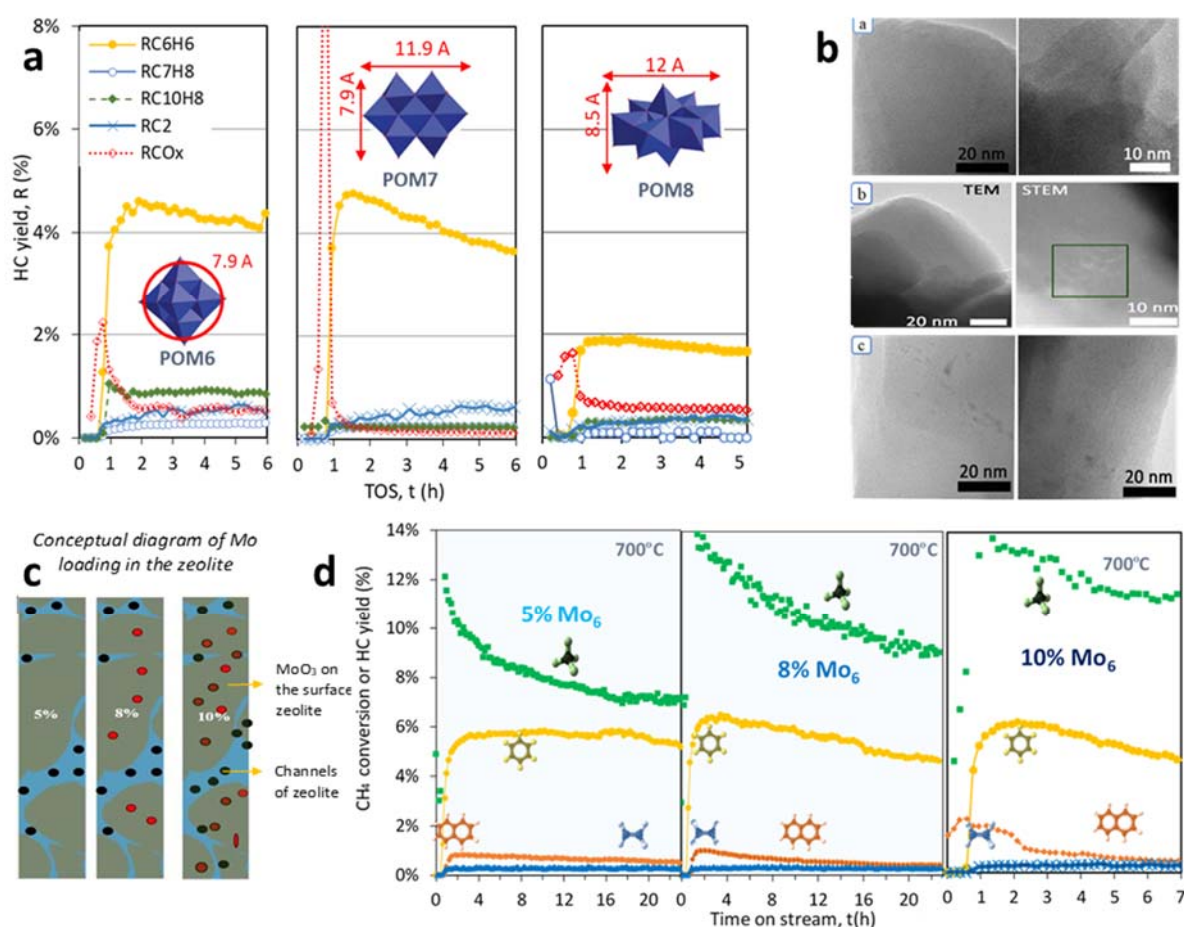 a
8%
6%
4%
2%
0%
HC yield, R (%)
RC6H6
RC7H8
RC10H8
RC2
RCOx
7.9 A
POM6
0 1 2 3 4 5 6
11.9 A
7.9 A
POM7
0 1 2 3 4 5 6
12 A
8.5 A
POM8
0 1 2 3 4 5
TOS, t (h)
b
a
20 nm
10 nm
b
TEM
STEM
20 nm
10 nm
c
20 nm
20 nm
c
Conceptual diagram of Mo
loading in the zeolite
5%
8%
10%
MoO₃ on
the surface
zeolite
Channels
of zeolite
d
14%
12%
10%
8%
6%
4%
2%
0%
CH₄ conversion or HC yield (%)
700°C
5% Mo₆
0 4 8 12 16 20
700°C
8% Mo₆
0 4 8 12 16 20
700°C
10% Mo₆
0 1 2 3 4 5 6 7
Time on stream, t(h)